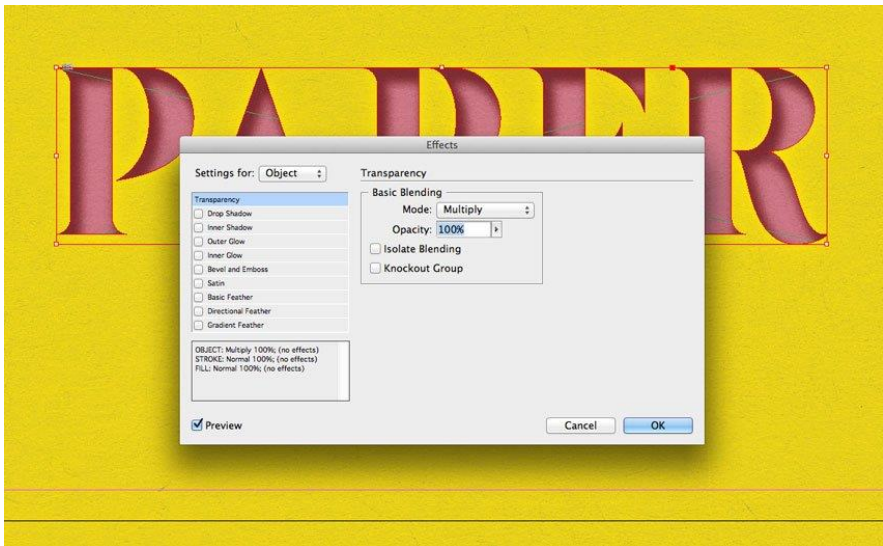 PAPER
Effects
Settings for: Object
Transparency
Drop Shadow
Inner Shadow
Outer Glow
Inner Glow
Bevel and Emboss
Satin
Basic Feather
Directional Feather
Gradient Feather
OBJECT: Multiply 100%; (no effects)
STROKE: Normal 100%; (no effects)
FILL: Normal 100%; (no effects)
Preview
Transparency
Basic Blending
Mode: Multiply
Opacity: 100%
Isolate Blending
Knockout Group
Cancel
OK